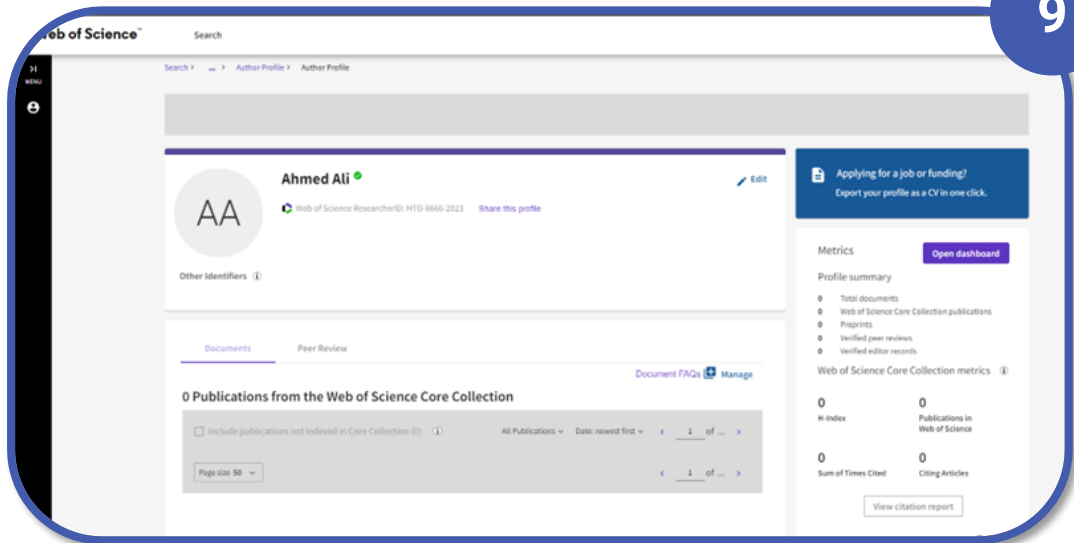 9
eb of Science™ Search
MENU
Search > ... > Author Profile > Author Profile
Ahmed Ali
Edit
AA
Web of Science ResearcherID: HTO-8666-2023 Share this profile
Other Identifiers
Applying for a job or funding?
Export your profile as a CV in one click.
Documents Peer Review
Document FAQs Manage
0 Publications from the Web of Science Core Collection
Include publications not indexed in Core Collection (0) All Publications Date: newest first < 1 of ... >
Page size 50 < 1 of ... >
Metrics Open dashboard
Profile summary
0 Total documents
0 Web of Science Core Collection publications
0 Preprints
0 Verified peer reviews
0 Verified editor records
Web of Science Core Collection metrics
0 0
H-Index Publications in
Web of Science
0 0
Sum of Times Cited Citing Articles
View citation report